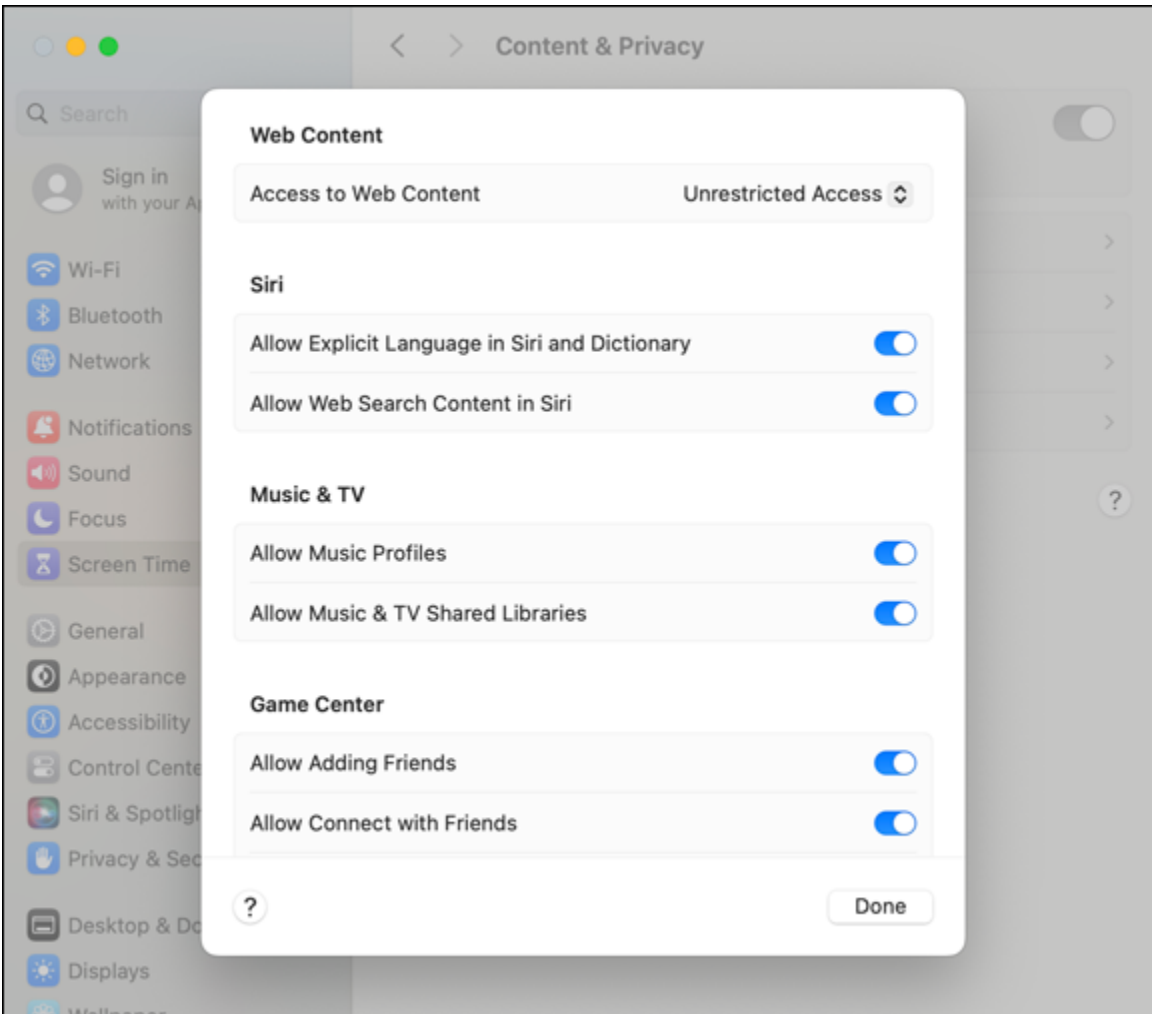 Content & Privacy
Search
Sign in
with your Ap
Wi-Fi
Bluetooth
Network
Notifications
Sound
Focus
Screen Time
General
Appearance
Accessibility
Control Cente
Siri & Spotligh
Privacy & Sec
Desktop & Do
Displays
Wallpaper
Web Content
Access to Web Content Unrestricted Access
Siri
Allow Explicit Language in Siri and Dictionary
Allow Web Search Content in Siri
Music & TV
Allow Music Profiles
Allow Music & TV Shared Libraries
Game Center
Allow Adding Friends
Allow Connect with Friends
? Done
?